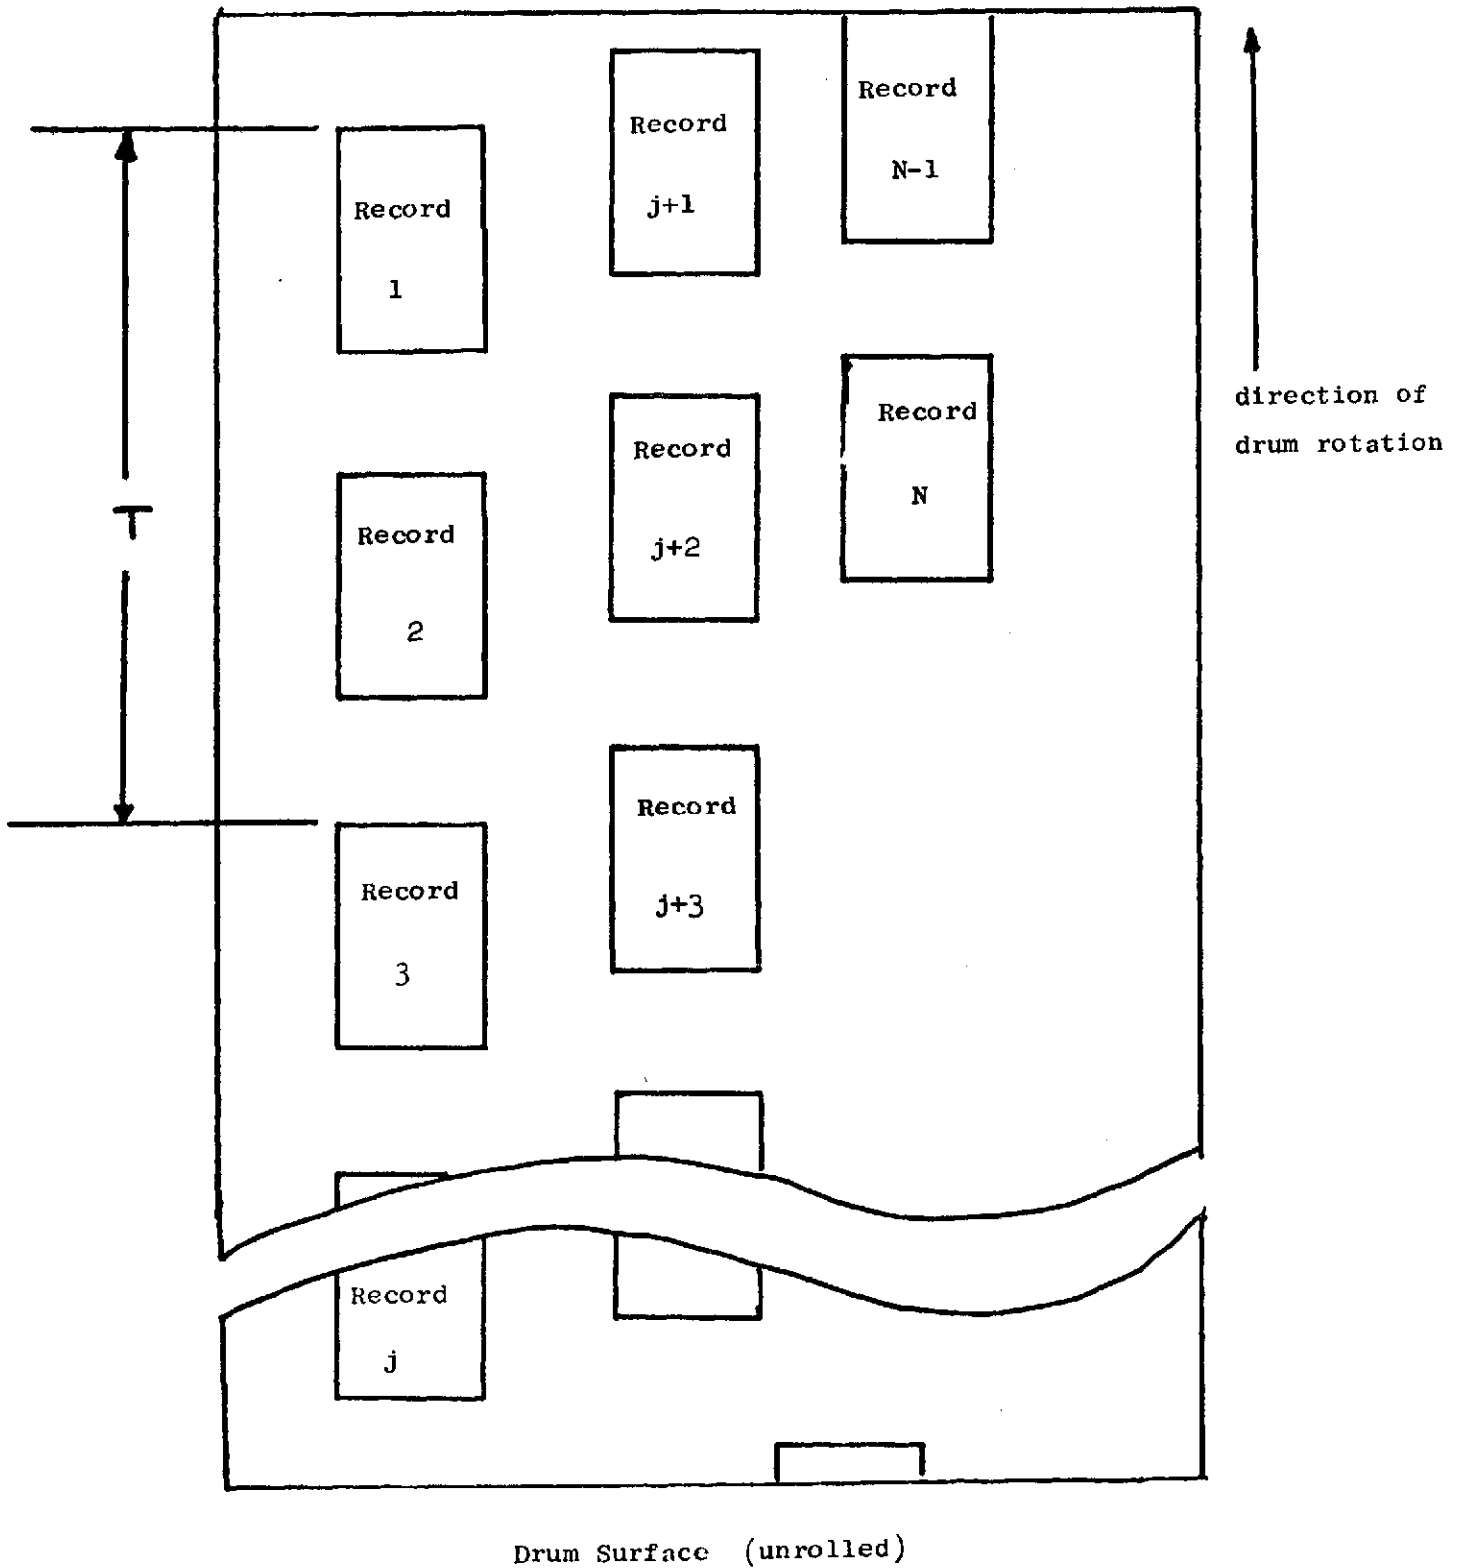 Record
1
Record
2
Record
3
Record
j
Record
j+1
Record
j+2
Record
j+3
Record
N-1
Record
N
T
direction of
drum rotation
Drum Surface (unrolled)